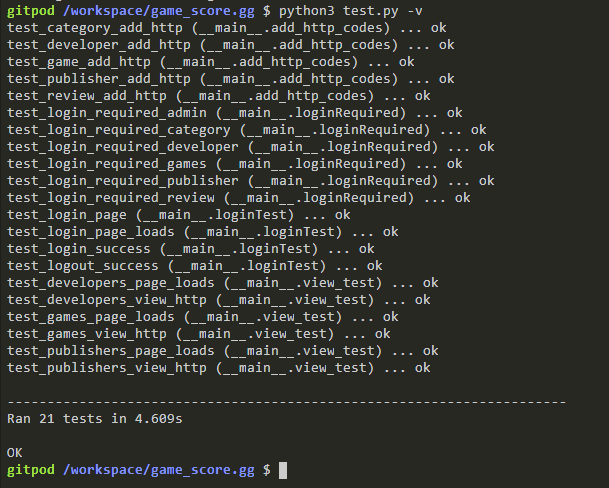 gitpod /workspace/game_score.gg $ python3 test.py -v
test_category_add_http (__main__.add_http_codes) ... ok
test_developer_add_http (__main__.add_http_codes) ... ok
test_game_add_http (__main__.add_http_codes) ... ok
test_publisher_add_http (__main__.add_http_codes) ... ok
test_review_add_http (__main__.add_http_codes) ... ok
test_login_required_admin (__main__.loginRequired) ... ok
test_login_required_category (__main__.loginRequired) ... ok
test_login_required_developer (__main__.loginRequired) ... ok
test_login_required_games (__main__.loginRequired) ... ok
test_login_required_publisher (__main__.loginRequired) ... ok
test_login_required_review (__main__.loginRequired) ... ok
test_login_page (__main__.loginTest) ... ok
test_login_page_loads (__main__.loginTest) ... ok
test_login_success (__main__.loginTest) ... ok
test_logout_success (__main__.loginTest) ... ok
test_developers_page_loads (__main__.view_test) ... ok
test_developers_view_http (__main__.view_test) ... ok
test_games_page_loads (__main__.view_test) ... ok
test_games_view_http (__main__.view_test) ... ok
test_publishers_page_loads (__main__.view_test) ... ok
test_publishers_view_http (__main__.view_test) ... ok
----------------------------------------------------------------------
Ran 21 tests in 4.609s
OK
gitpod /workspace/game_score.gg $